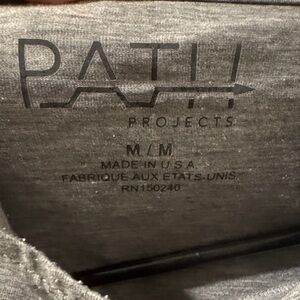 PATH
PROJECTS
M / M
MADE IN U.S.A.
FABRIQUE AUX ETATS-UNIS
RN150240